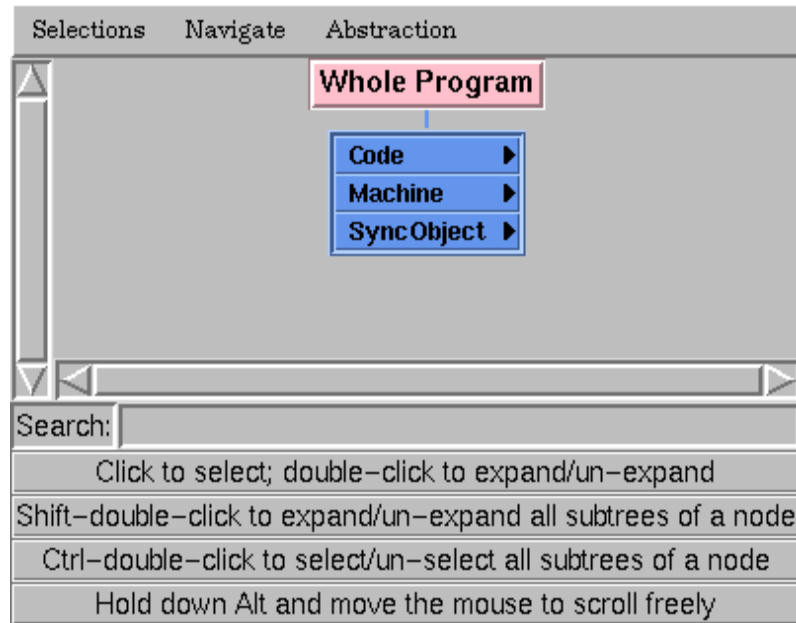 Selections Navigate Abstraction
Whole Program
Code
Machine
SyncObject
Search:
Click to select; double-click to expand/un-expand
Shift-double-click to expand/un-expand all subtrees of a node
Ctrl-double-click to select/un-select all subtrees of a node
Hold down Alt and move the mouse to scroll freely